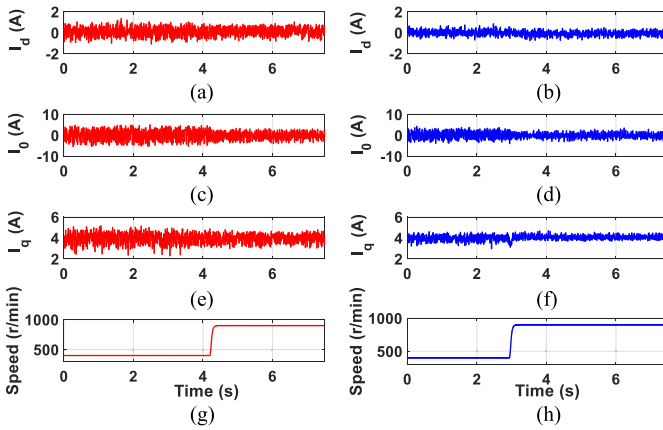 2
0
-2
I_d (A)
0 2 4 6
(a)
2
0
-2
I_d (A)
0 2 4 6
(b)
10
0
-10
I_0 (A)
0 2 4 6
(c)
10
0
-10
I_0 (A)
0 2 4 6
(d)
6
4
2
I_q (A)
0 2 4 6
(e)
6
4
2
I_q (A)
0 2 4 6
(f)
1000
500
Speed (r/min)
0 2 4 6
Time (s)
(g)
1000
500
Speed (r/min)
0 2 4 6
Time (s)
(h)